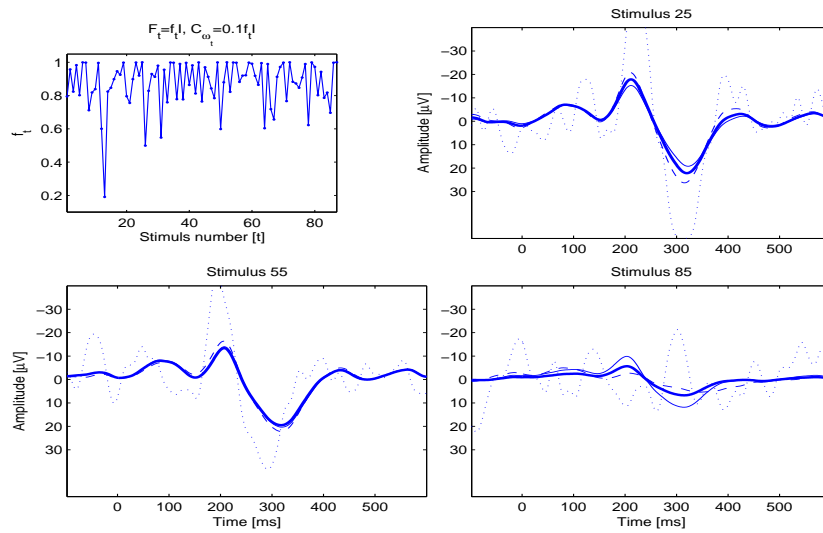 F_t=f_tI, C_ω_t=0.1f_tI
1
0.8
0.6
0.4
0.2
f_t
20 40 60 80
Stimuls number [t]
Stimulus 25
−30
−20
−10
0
10
20
30
Amplitude [µV]
0 100 200 300 400 500
Stimulus 55
−30
−20
−10
0
10
20
30
Amplitude [µV]
0 100 200 300 400 500
Time [ms]
Stimulus 85
−30
−20
−10
0
10
20
30
Amplitude [µV]
0 100 200 300 400 500
Time [ms]